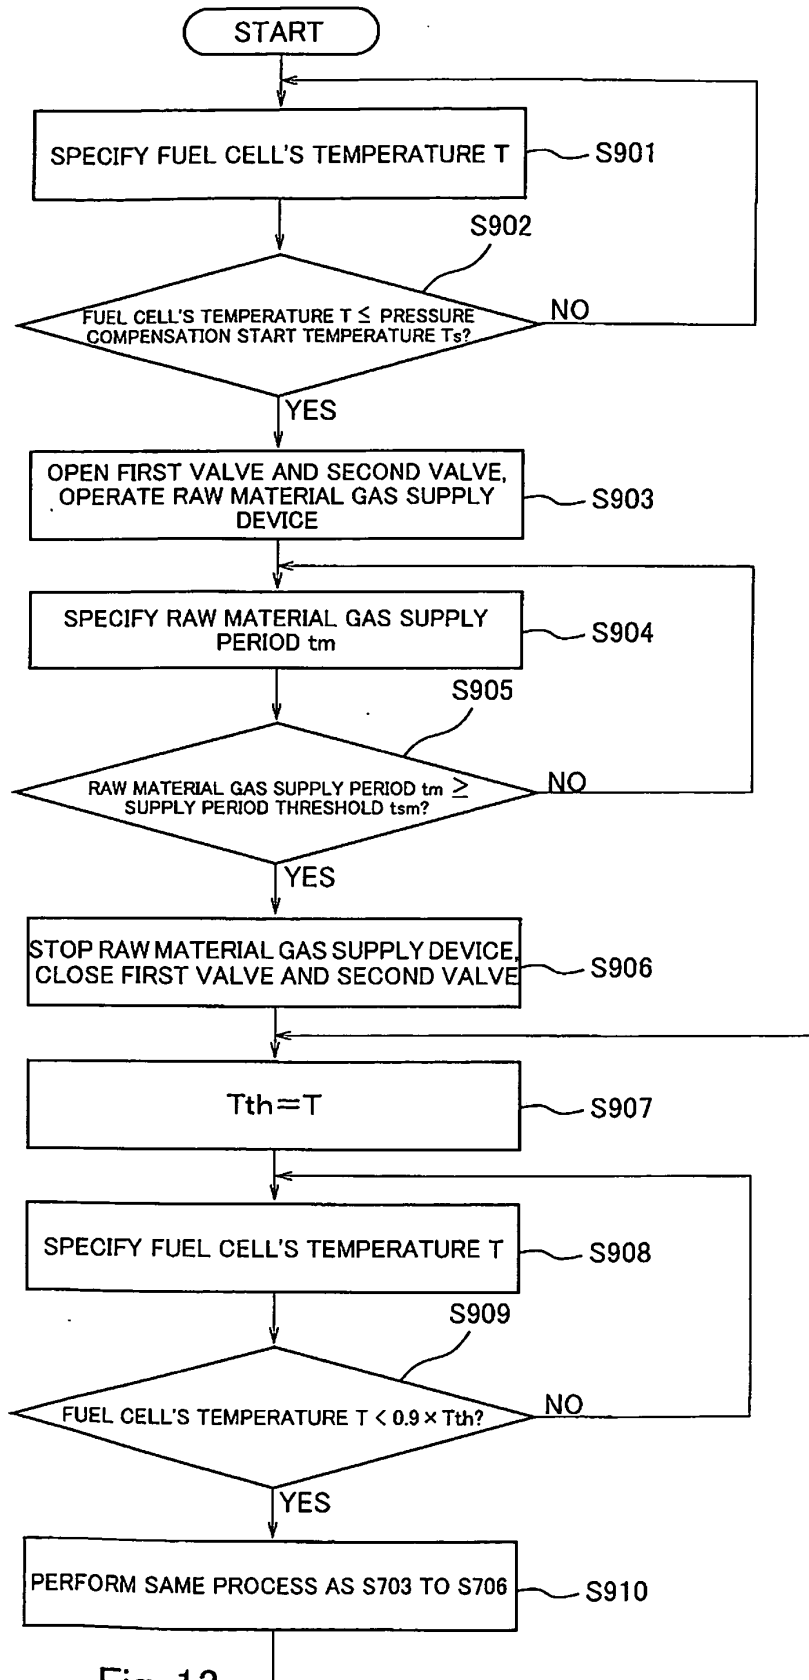 START
SPECIFY FUEL CELL'S TEMPERATURE T
S901
S902
FUEL CELL'S TEMPERATURE T ≤ PRESSURE
COMPENSATION START TEMPERATURE Ts?
NO
YES
OPEN FIRST VALVE AND SECOND VALVE,
OPERATE RAW MATERIAL GAS SUPPLY
DEVICE
S903
SPECIFY RAW MATERIAL GAS SUPPLY
PERIOD tm
S904
S905
RAW MATERIAL GAS SUPPLY PERIOD tm ≥
SUPPLY PERIOD THRESHOLD tsm?
NO
YES
STOP RAW MATERIAL GAS SUPPLY DEVICE,
CLOSE FIRST VALVE AND SECOND VALVE
S906
Tth=T
S907
SPECIFY FUEL CELL'S TEMPERATURE T
S908
S909
FUEL CELL'S TEMPERATURE T < 0.9 × Tth?
NO
YES
PERFORM SAME PROCESS AS S703 TO S706
S910